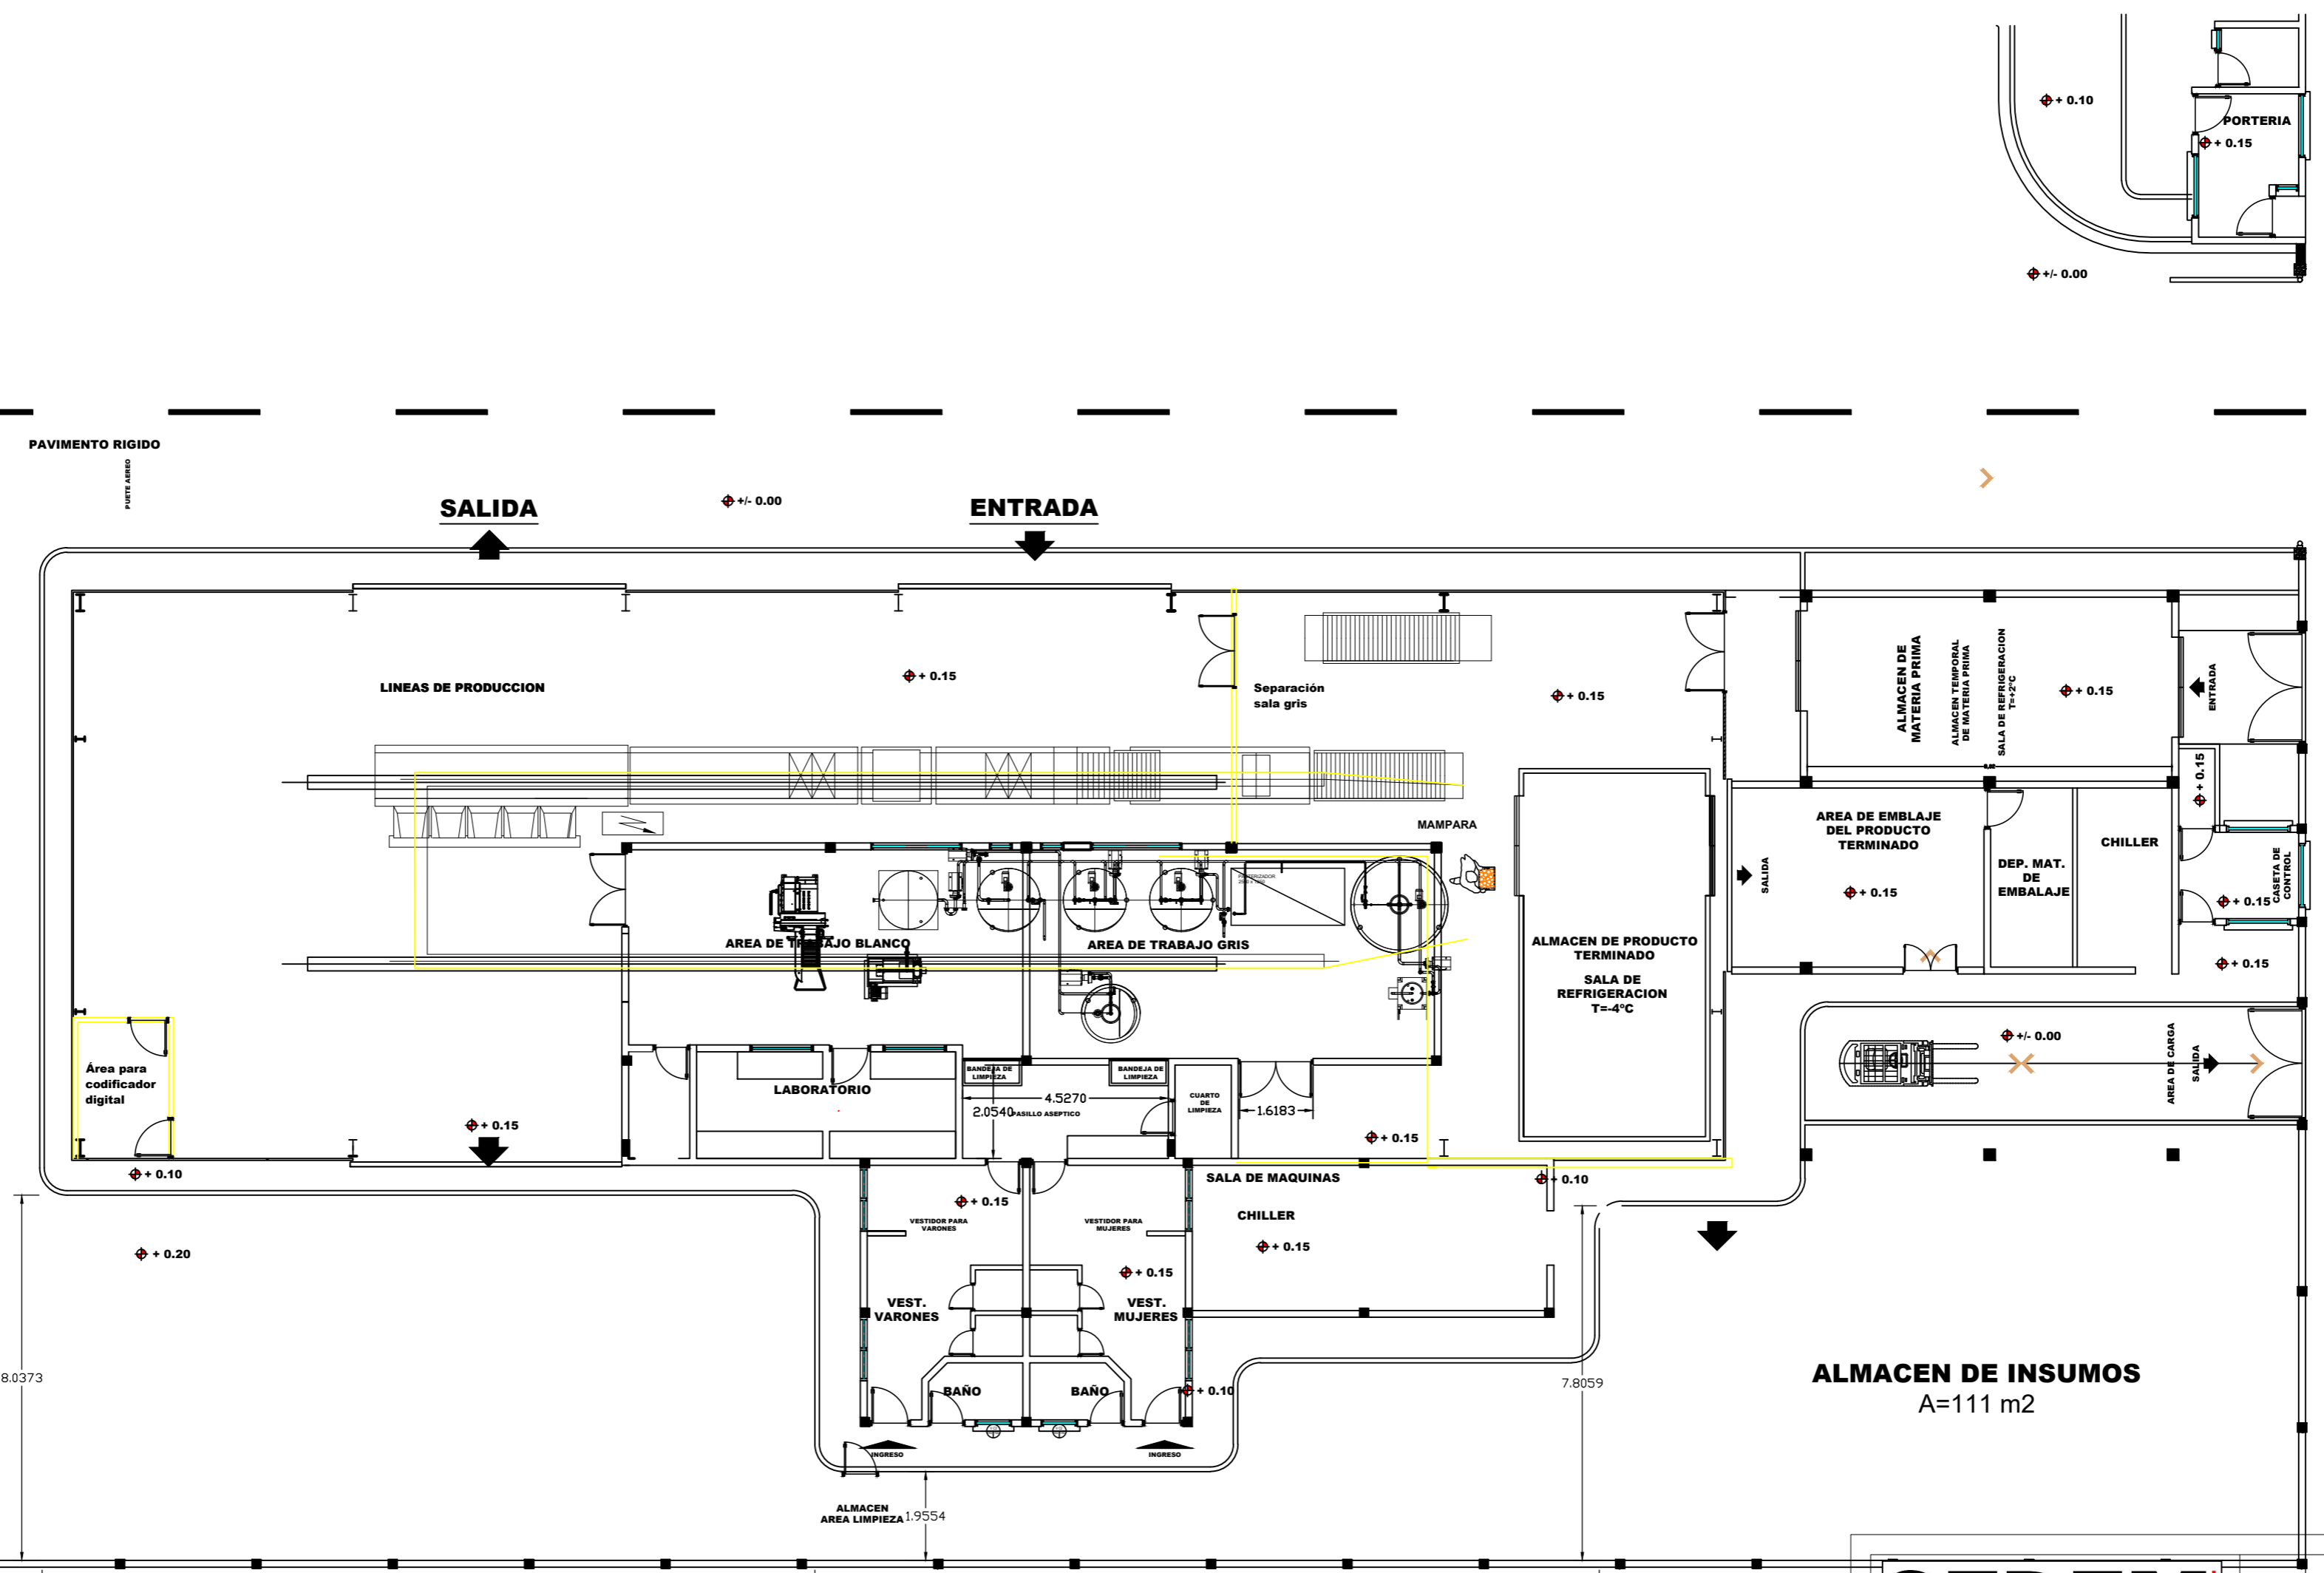 + 0.10
PORTERIA
+ 0.15
+/- 0.00
PAVIMENTO RIGIDO
PUETE AEREO
SALIDA
+/- 0.00
ENTRADA
LINEAS DE PRODUCCION
+ 0.15
Separación
sala gris
+ 0.15
ALMACEN DE
MATERIA PRIMA
ALMACEN TEMPORAL
DE MATERIA PRIMA
SALA DE REFRIGERACION
T=+2°C
+ 0.15
ENTRADA
+ 0.15
MAMPARA
AREA DE EMBLAJE
DEL PRODUCTO
TERMINADO
+ 0.15
SALIDA
DEP. MAT.
DE
EMBALAJE
CHILLER
CASETA DE
CONTROL
+ 0.15
+ 0.15
AREA DE TRABAJO BLANCO
AREA DE TRABAJO GRIS
ALMACEN DE PRODUCTO
TERMINADO
SALA DE
REFRIGERACION
T=-4°C
+/- 0.00
AREA DE CARGA
SALIDA
Área para
codificador
digital
LABORATORIO
BANDEJA DE
LIMPIEZA
BANDEJA DE
LIMPIEZA
4.5270
2.0540
PASILLO ASEPTICO
CUARTO
DE
LIMPIEZA
1.6183
+ 0.15
+ 0.15
+ 0.10
SALA DE MAQUINAS
+ 0.10
+ 0.15
VESTIDOR PARA
VARONES
VESTIDOR PARA
MUJERES
CHILLER
+ 0.15
+ 0.20
+ 0.15
VEST.
VARONES
VEST.
MUJERES
8.0373
BAÑO
BAÑO
+ 0.10
7.8059
ALMACEN DE INSUMOS
A=111 m2
INGRESO
INGRESO
ALMACEN
AREA LIMPIEZA
1.9554